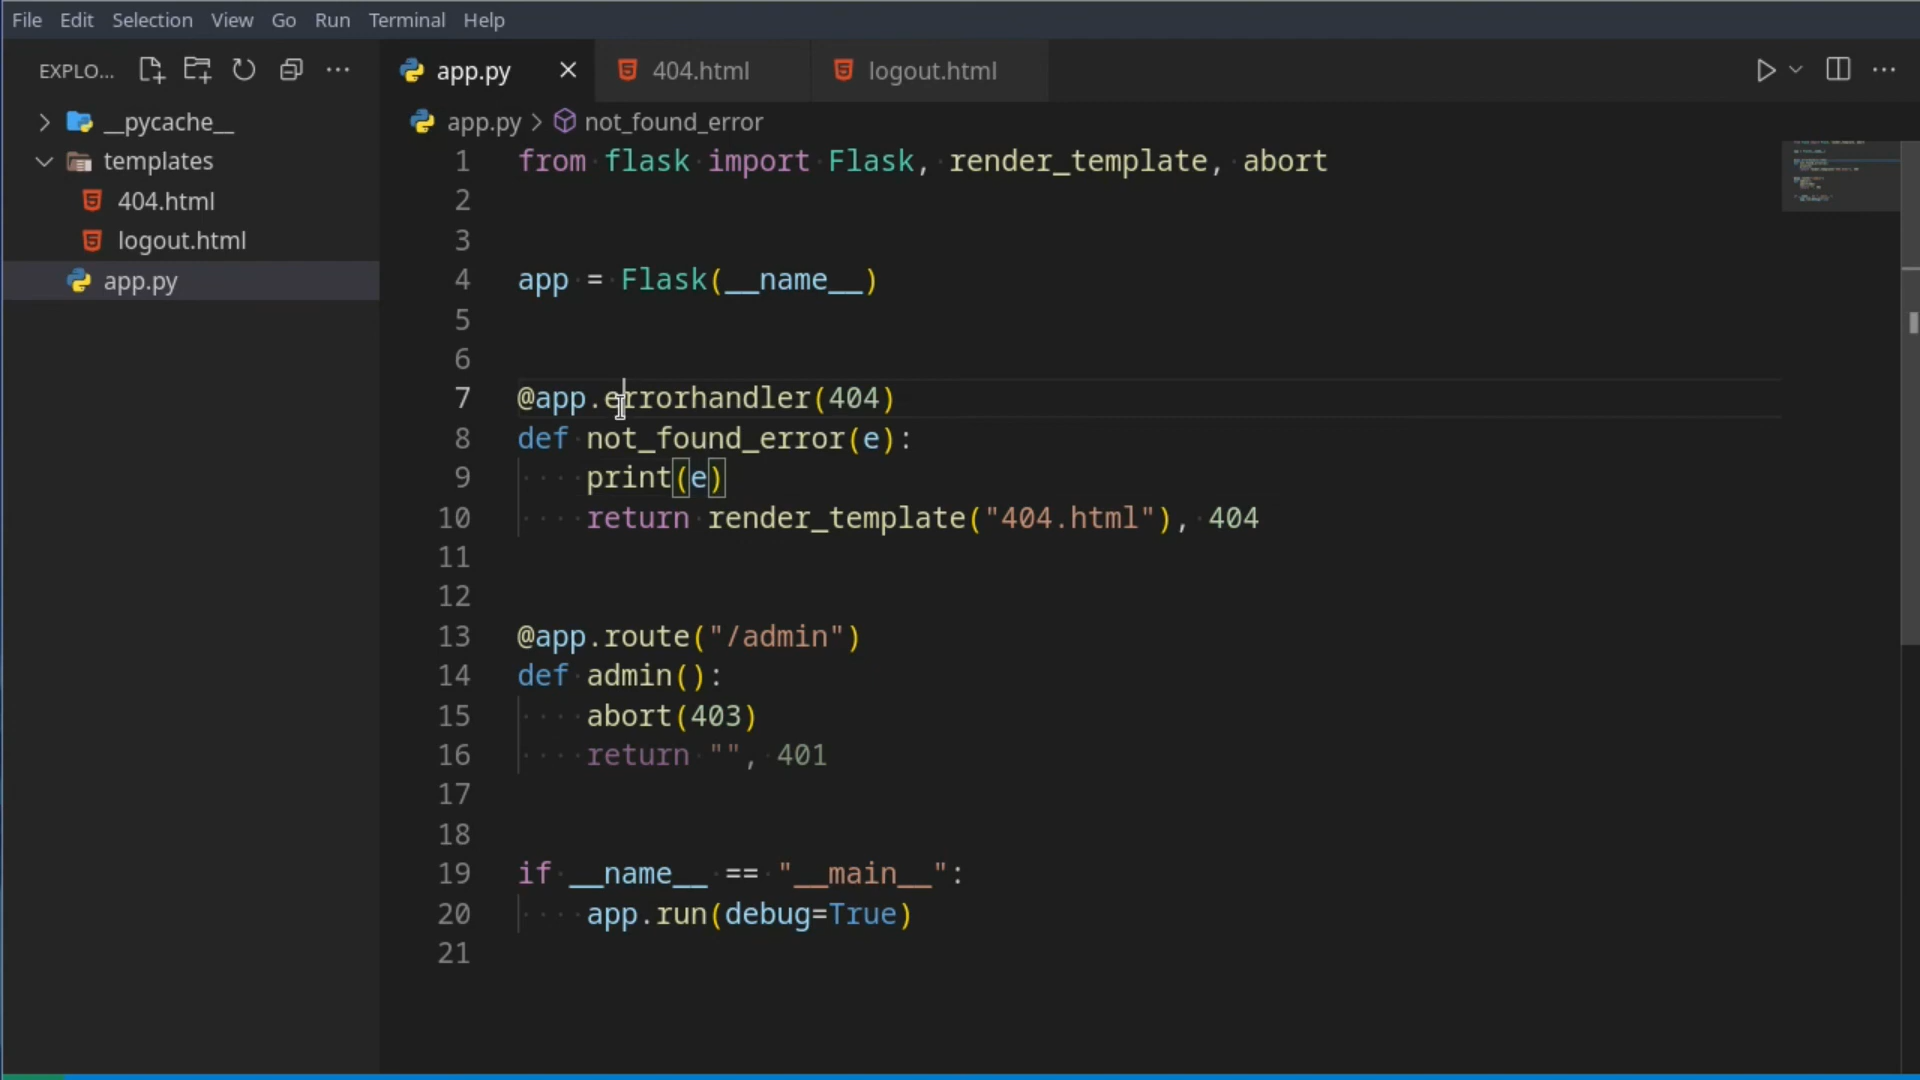 File Edit Selection View Go Run Terminal Help
EXPLO...
__pycache__
templates
404.html
logout.html
app.py
app.py 404.html logout.html
app.py > not_found_error
1 from flask import Flask, render_template, abort
2
3
4 app = Flask(__name__)
5
6
7 @app.errorhandler(404)
8 def not_found_error(e):
9     print(e)
10     return render_template("404.html"), 404
11
12
13 @app.route("/admin")
14 def admin():
15     abort(403)
16     return "", 401
17
18
19 if __name__ == "__main__":
20     app.run(debug=True)
21